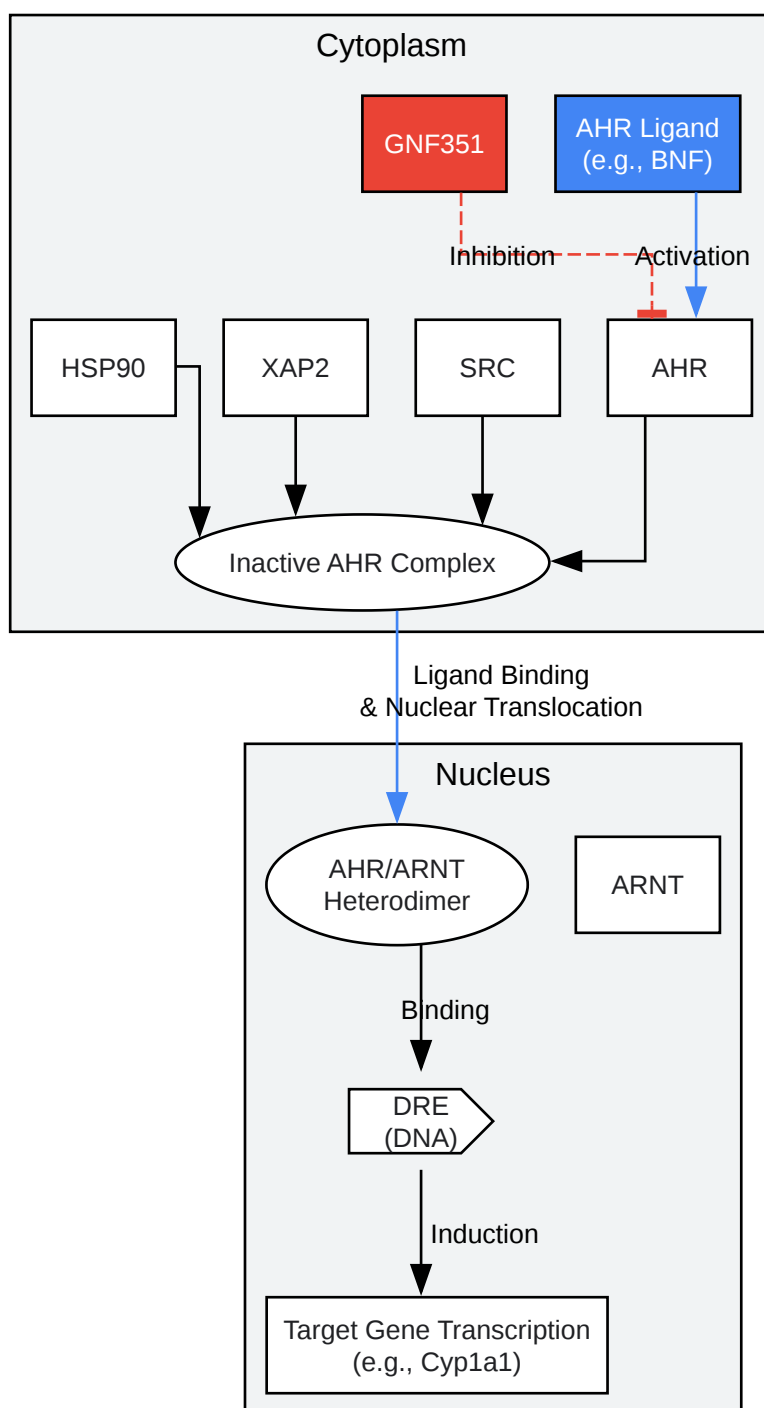 Cytoplasm
GNF351
AHR Ligand
(e.g., BNF)
Inhibition
Activation
HSP90
XAP2
SRC
AHR
Inactive AHR Complex
Ligand Binding
& Nuclear Translocation
Nucleus
AHR/ARNT
Heterodimer
ARNT
Binding
DRE
(DNA)
Induction
Target Gene Transcription
(e.g., Cyp1a1)